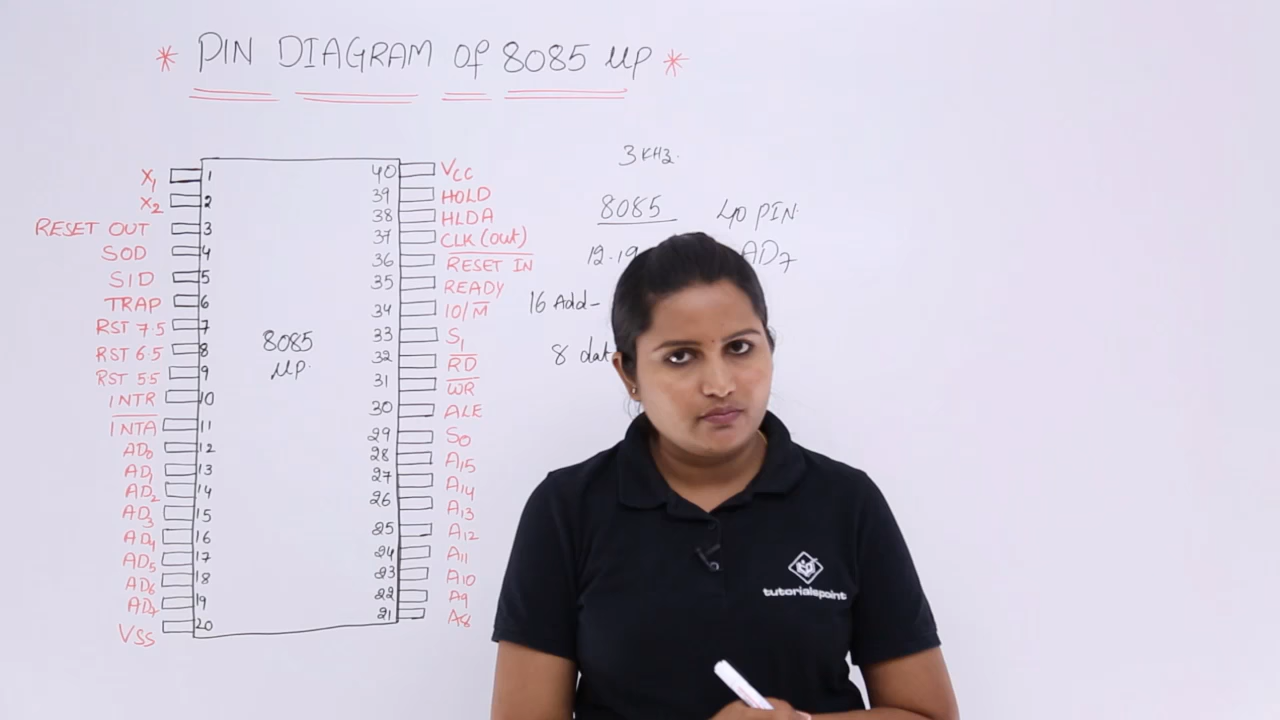 * PIN DIAGRAM of 8085 µp *
X1
X2
RESET OUT
SOD
SID
TRAP
RST 7.5
RST 6.5
RST 5.5
INTR
INTA
AD0
AD1
AD2
AD3
AD4
AD5
AD6
AD7
VSS
1
2
3
4
5
6
7
8
9
10
11
12
13
14
15
16
17
18
19
20
8085
µp.
40
39
38
37
36
35
34
33
32
31
30
29
28
27
26
25
24
23
22
21
VCC
HOLD
HLDA
CLK (out)
RESET IN
READY
IO/M
S1
RD
WR
ALE
S0
A15
A14
A13
A12
A11
A10
A9
A8
3 KHz.
8085 40 PIN.
12-19 AD7
16 Add-
8
tutorialspoint